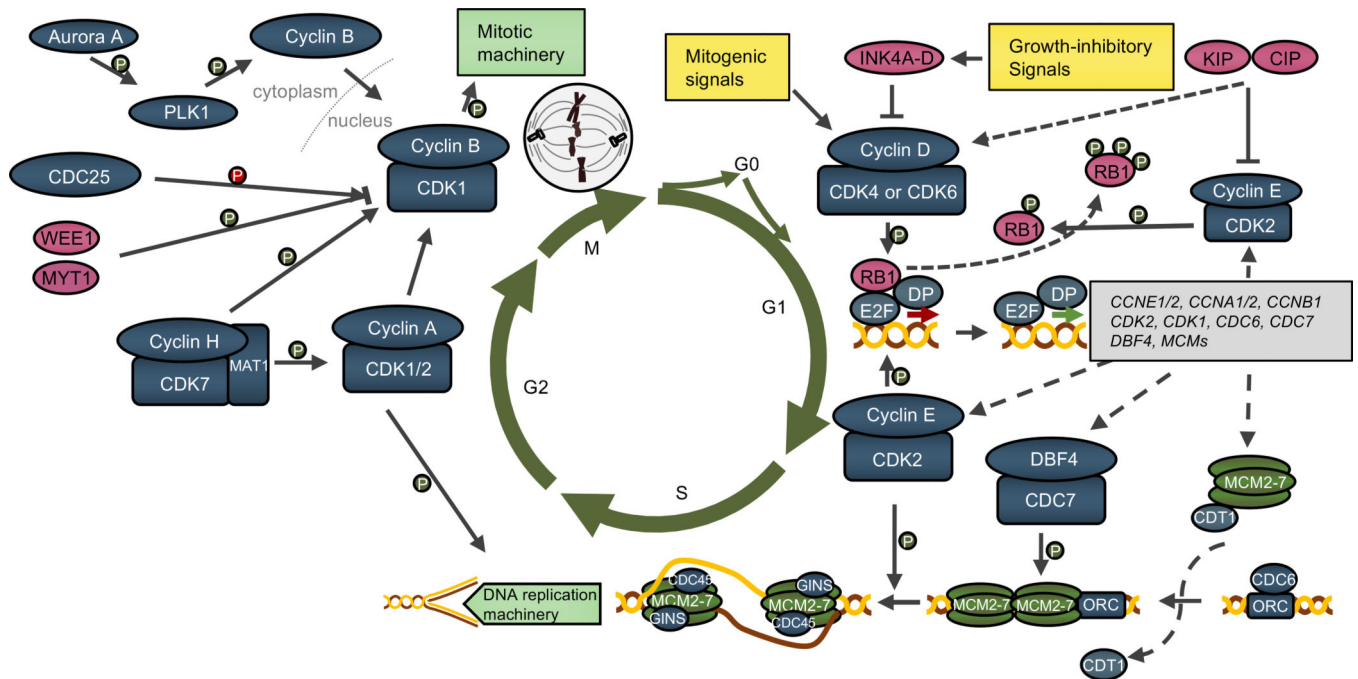 Aurora A
P
PLK1
P
Cyclin B
cytoplasm
nucleus
Mitotic
machinery
P
Cyclin B
CDK1
CDC25
P
WEE1
MYT1
P
P
Cyclin H
CDK7
MAT1
P
Cyclin A
CDK1/2
P
DNA replication
machinery
G0
G1
S
G2
M
Mitogenic
signals
INK4A-D
Growth-inhibitory
Signals
KIP
CIP
Cyclin D
CDK4 or CDK6
P
P
P
P
RB1
P
RB1
P
Cyclin E
CDK2
RB1
E2F
DP
E2F
DP
CCNE1/2, CCNA1/2, CCNB1
CDK2, CDK1, CDC6, CDC7
DBF4, MCMs
P
Cyclin E
CDK2
P
DBF4
CDC7
P
MCM2-7
CDT1
CDC45
MCM2-7
GINS
GINS
MCM2-7
CDC45
MCM2-7
MCM2-7
ORC
CDC6
ORC
CDT1